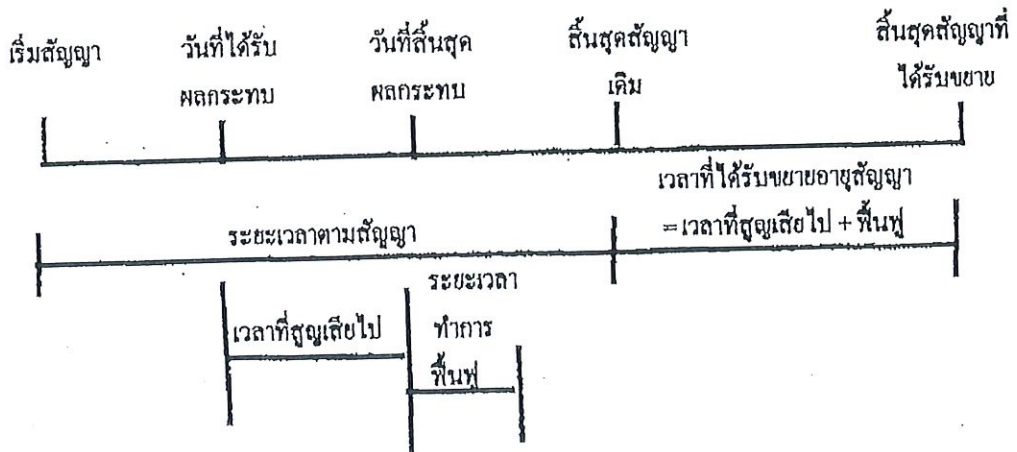 เริ่มสัญญา
วันที่ได้รับ
ผลกระทบ
วันที่สิ้นสุด
ผลกระทบ
สิ้นสุดสัญญา
เดิม
สิ้นสุดสัญญาที่
ได้รับขยาย
เวลาที่ได้รับขยายอายุสัญญา
=เวลาที่สูญเสียไป + ฟื้นฟู
ระยะเวลาตามสัญญา
ระยะเวลา
ทำการ
ฟื้นฟู
เวลาที่สูญเสียไป